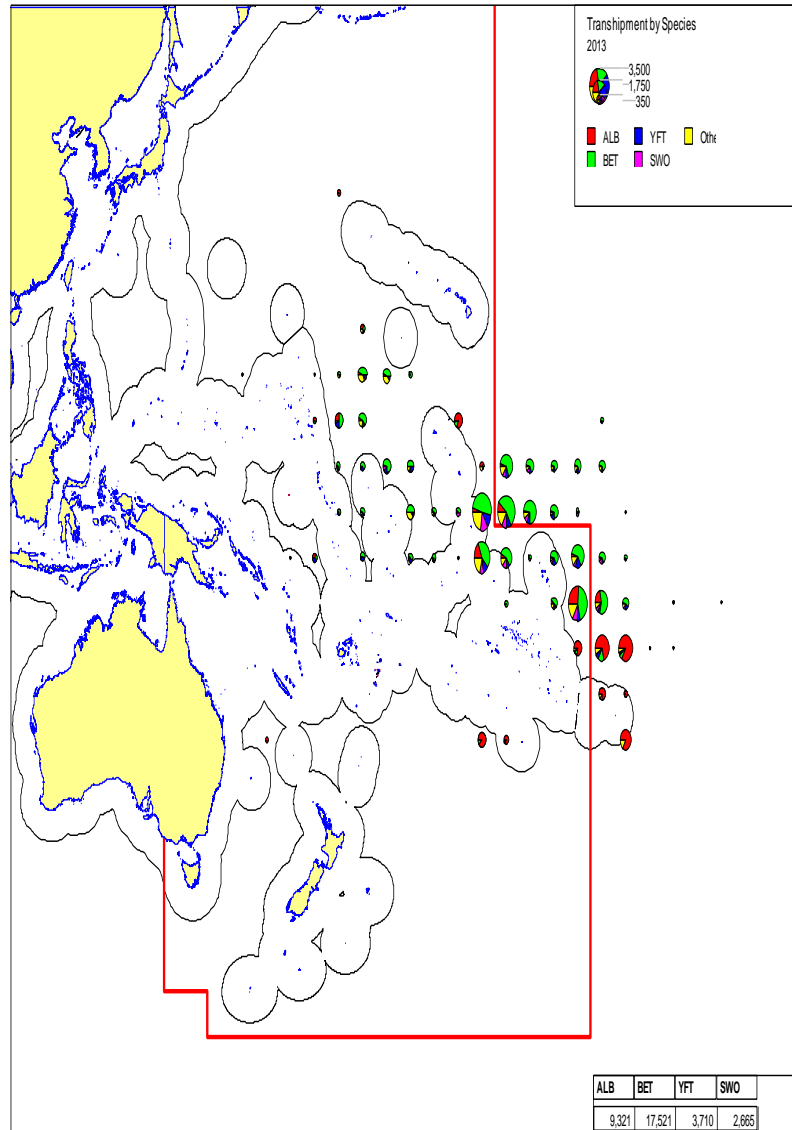 Transhipment by Species
2013
3,500
1,750
350
ALB YFT Othe
BET SWO
ALB BET YFT SWO
9,321 17,521 3,710 2,665